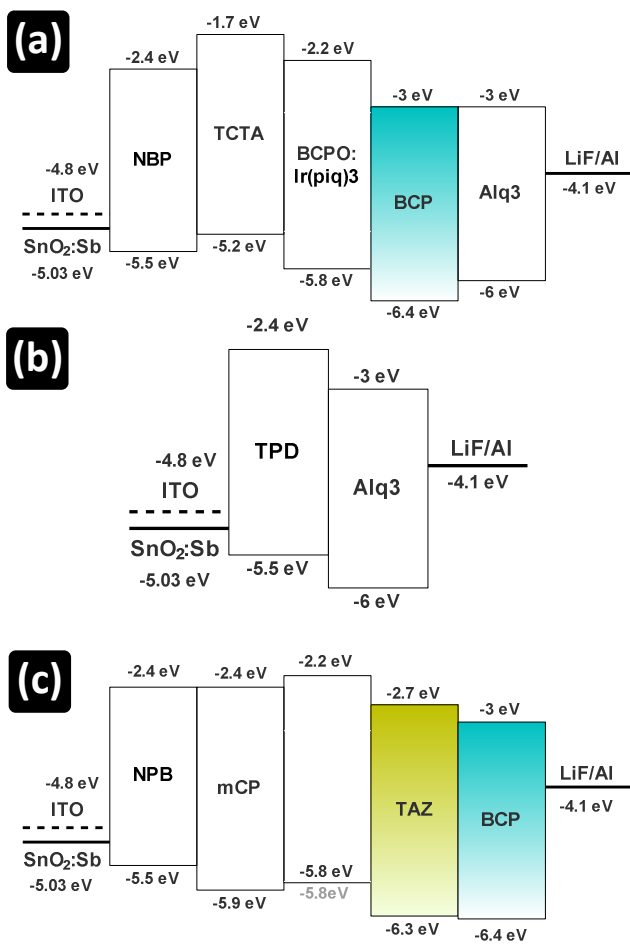 (a)
-1.7 eV
-2.4 eV
-2.2 eV
-3 eV
-3 eV
TCTA
NBP
BCPO:
Ir(piq)3
-4.8 eV
ITO
LiF/Al
-4.1 eV
BCP
Alq3
SnO₂:Sb
-5.03 eV
-5.5 eV
-5.2 eV
-5.8 eV
-6 eV
-6.4 eV
(b)
-2.4 eV
-3 eV
TPD
-4.8 eV
ITO
LiF/Al
-4.1 eV
Alq3
SnO₂:Sb
-5.03 eV
-5.5 eV
-6 eV
(c)
-2.4 eV
-2.4 eV
-2.2 eV
-2.7 eV
-3 eV
NPB
mCP
-4.8 eV
ITO
LiF/Al
-4.1 eV
TAZ
BCP
SnO₂:Sb
-5.03 eV
-5.5 eV
-5.8 eV
-5.8eV
-5.9 eV
-6.3 eV
-6.4 eV